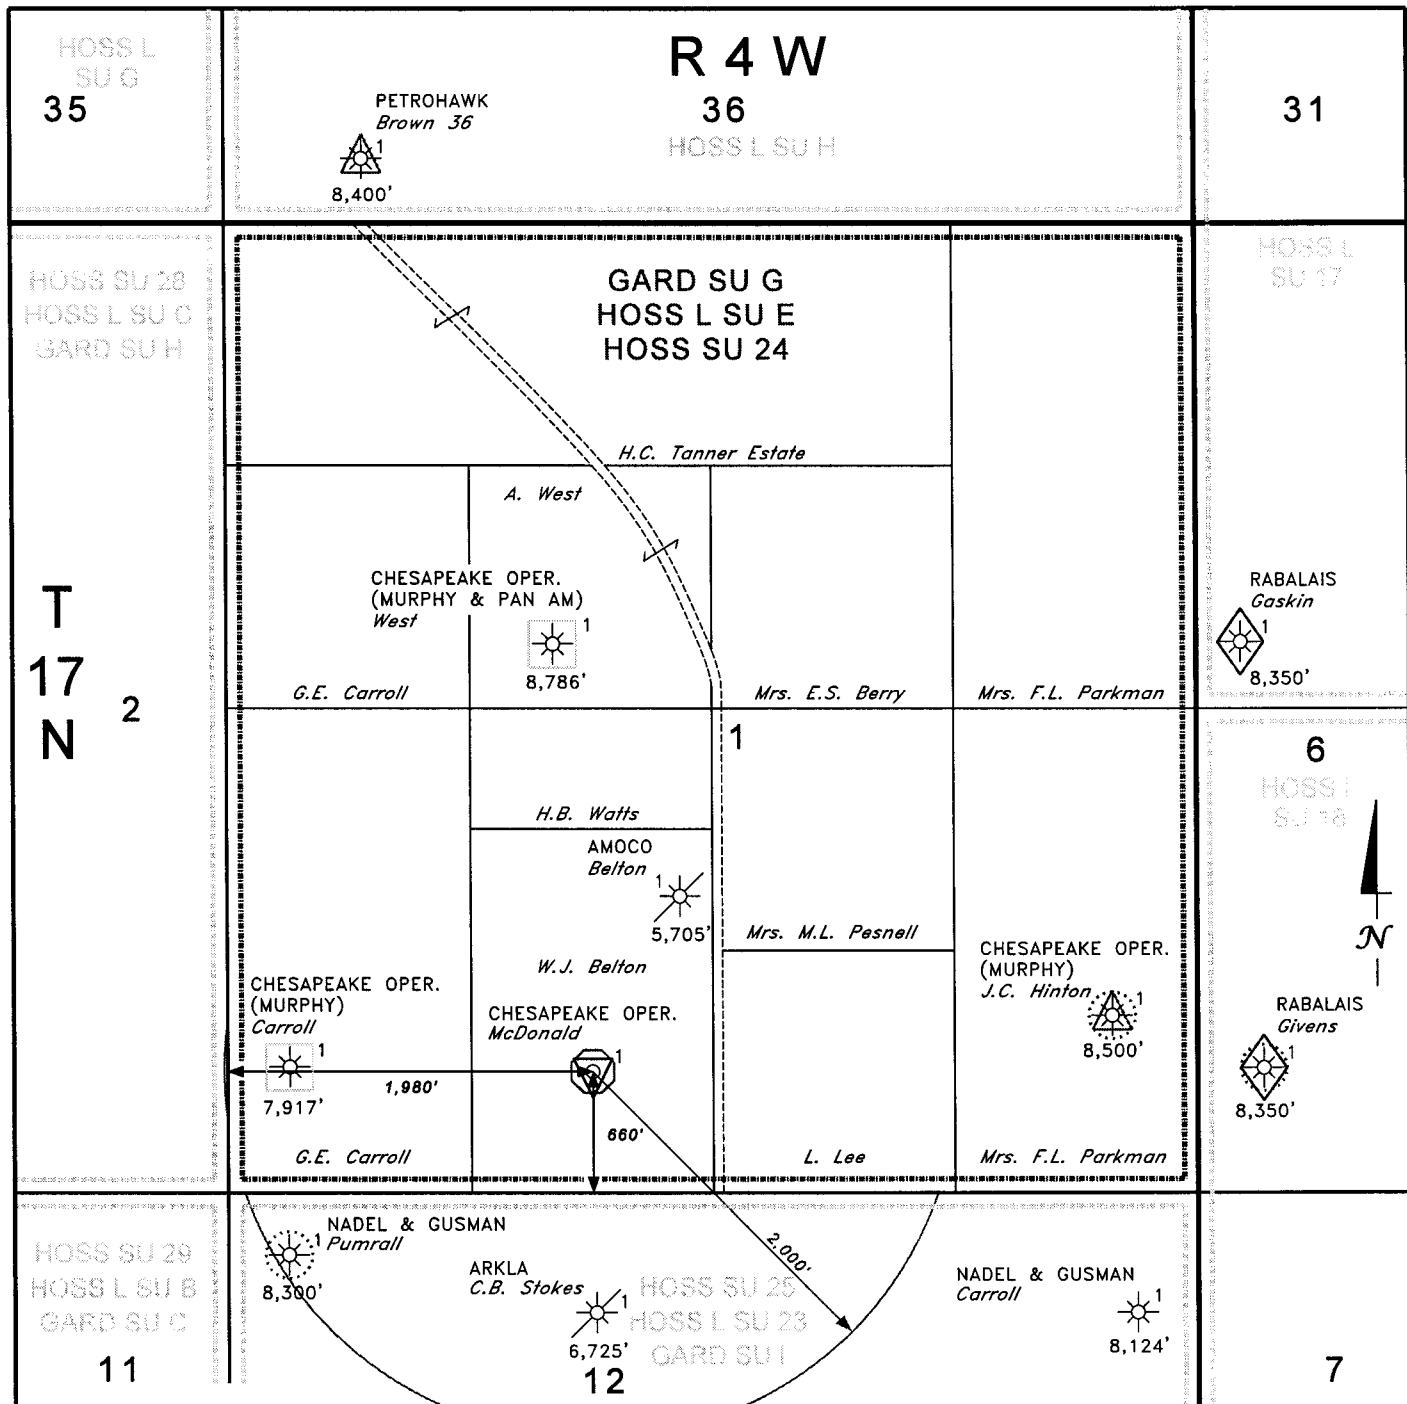 HOSS L
SU G
35
R 4 W
36
HOSS L SU H
31
PETROHAWK
Brown 36
1
8,400'
HOSS SU 28
HOSS L SU C
GARD SU H
GARD SU G
HOSS L SU E
HOSS SU 24
HOSS L
SU 17
H.C. Tanner Estate
A. West
T
17
N
2
CHESAPEAKE OPER.
(MURPHY & PAN AM)
West
1
8,786'
RABALAIS
Gaskin
1
8,350'
G.E. Carroll
Mrs. E.S. Berry
Mrs. F.L. Parkman
1
6
HOSS L
SU 18
H.B. Watts
AMOCO
Belton
1
5,705'
Mrs. M.L. Pesnell
N
W.J. Belton
CHESAPEAKE OPER.
(MURPHY)
J.C. Hinton
1
8,500'
CHESAPEAKE OPER.
(MURPHY)
Carroll
1
7,917'
CHESAPEAKE OPER.
McDonald
1
RABALAIS
Givens
1
8,350'
1,980'
660'
G.E. Carroll
L. Lee
Mrs. F.L. Parkman
HOSS SU 29
HOSS L SU B
GARD SU C
11
NADEL & GUSMAN
Pumrall
1
8,300'
ARKLA
C.B. Stokes
1
6,725'
2,000'
HOSS SU 25
HOSS L SU 23
GARD SU I
12
NADEL & GUSMAN
Carroll
1
8,124'
7